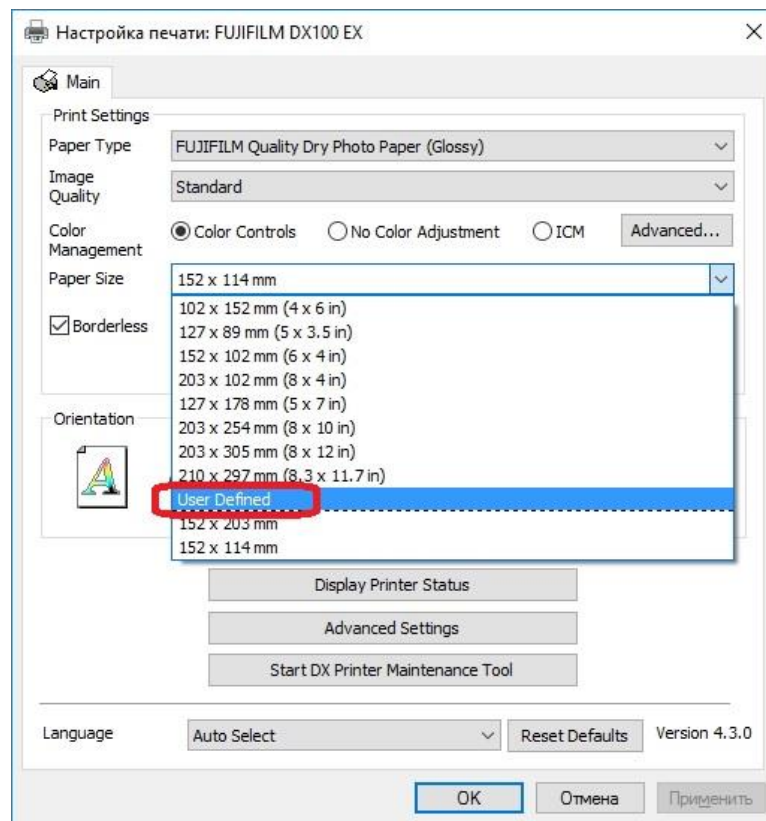 Настройка печати: FUJIFILM DX100 EX
Main
Print Settings
Paper Type FUJIFILM Quality Dry Photo Paper (Glossy)
Image Quality Standard
Color Management Color Controls No Color Adjustment ICM Advanced...
Paper Size 152 x 114 mm
102 x 152 mm (4 x 6 in)
Borderless 127 x 89 mm (5 x 3.5 in)
152 x 102 mm (6 x 4 in)
203 x 102 mm (8 x 4 in)
127 x 178 mm (5 x 7 in)
Orientation
203 x 254 mm (8 x 10 in)
203 x 305 mm (8 x 12 in)
210 x 297 mm (8.3 x 11.7 in)
User Defined
152 x 203 mm
152 x 114 mm
A
Display Printer Status
Advanced Settings
Start DX Printer Maintenance Tool
Language Auto Select Reset Defaults Version 4.3.0
OK Отмена Применить